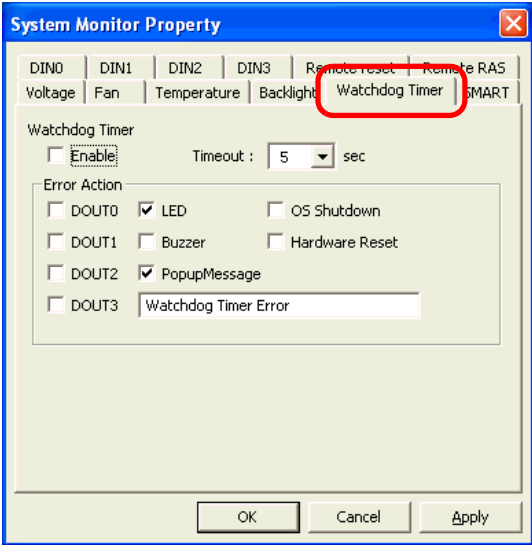 System Monitor Property
DIN0 DIN1 DIN2 DIN3 Remote reset Remote RAS
Voltage Fan Temperature Backlight Watchdog Timer SMART
Watchdog Timer
Enable Timeout : 5 sec
Error Action
DOUT0 LED OS Shutdown
DOUT1 Buzzer Hardware Reset
DOUT2 PopupMessage
DOUT3 Watchdog Timer Error
OK Cancel Apply